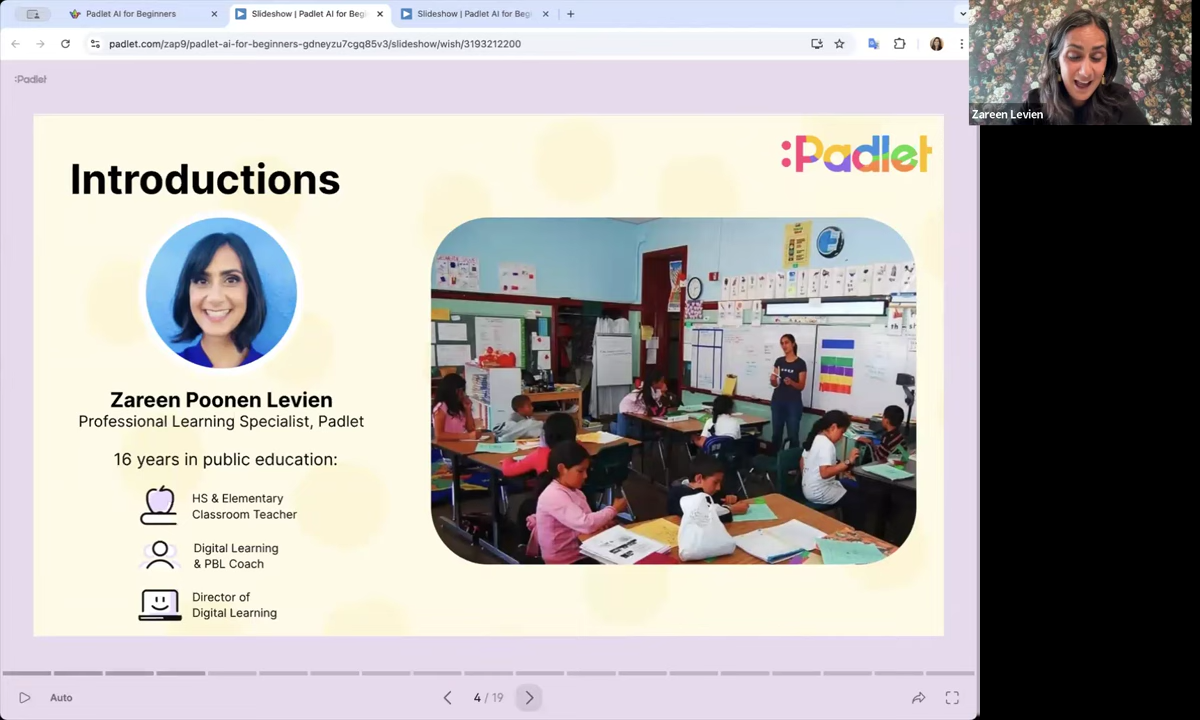 Padlet AI for Beginners
Slideshow | Padlet AI for Beg
Slideshow | Padlet AI for Beg
padlet.com/zap9/padlet-ai-for-beginners-gdneyzu7cgq85v3/slideshow/wish/3193212200
Zareen Levien
:Padlet
:Padlet
Introductions
Zareen Poonen Levien
Professional Learning Specialist, Padlet
16 years in public education:
HS & Elementary
Classroom Teacher
Digital Learning
& PBL Coach
Director of
Digital Learning
Auto
4 / 19